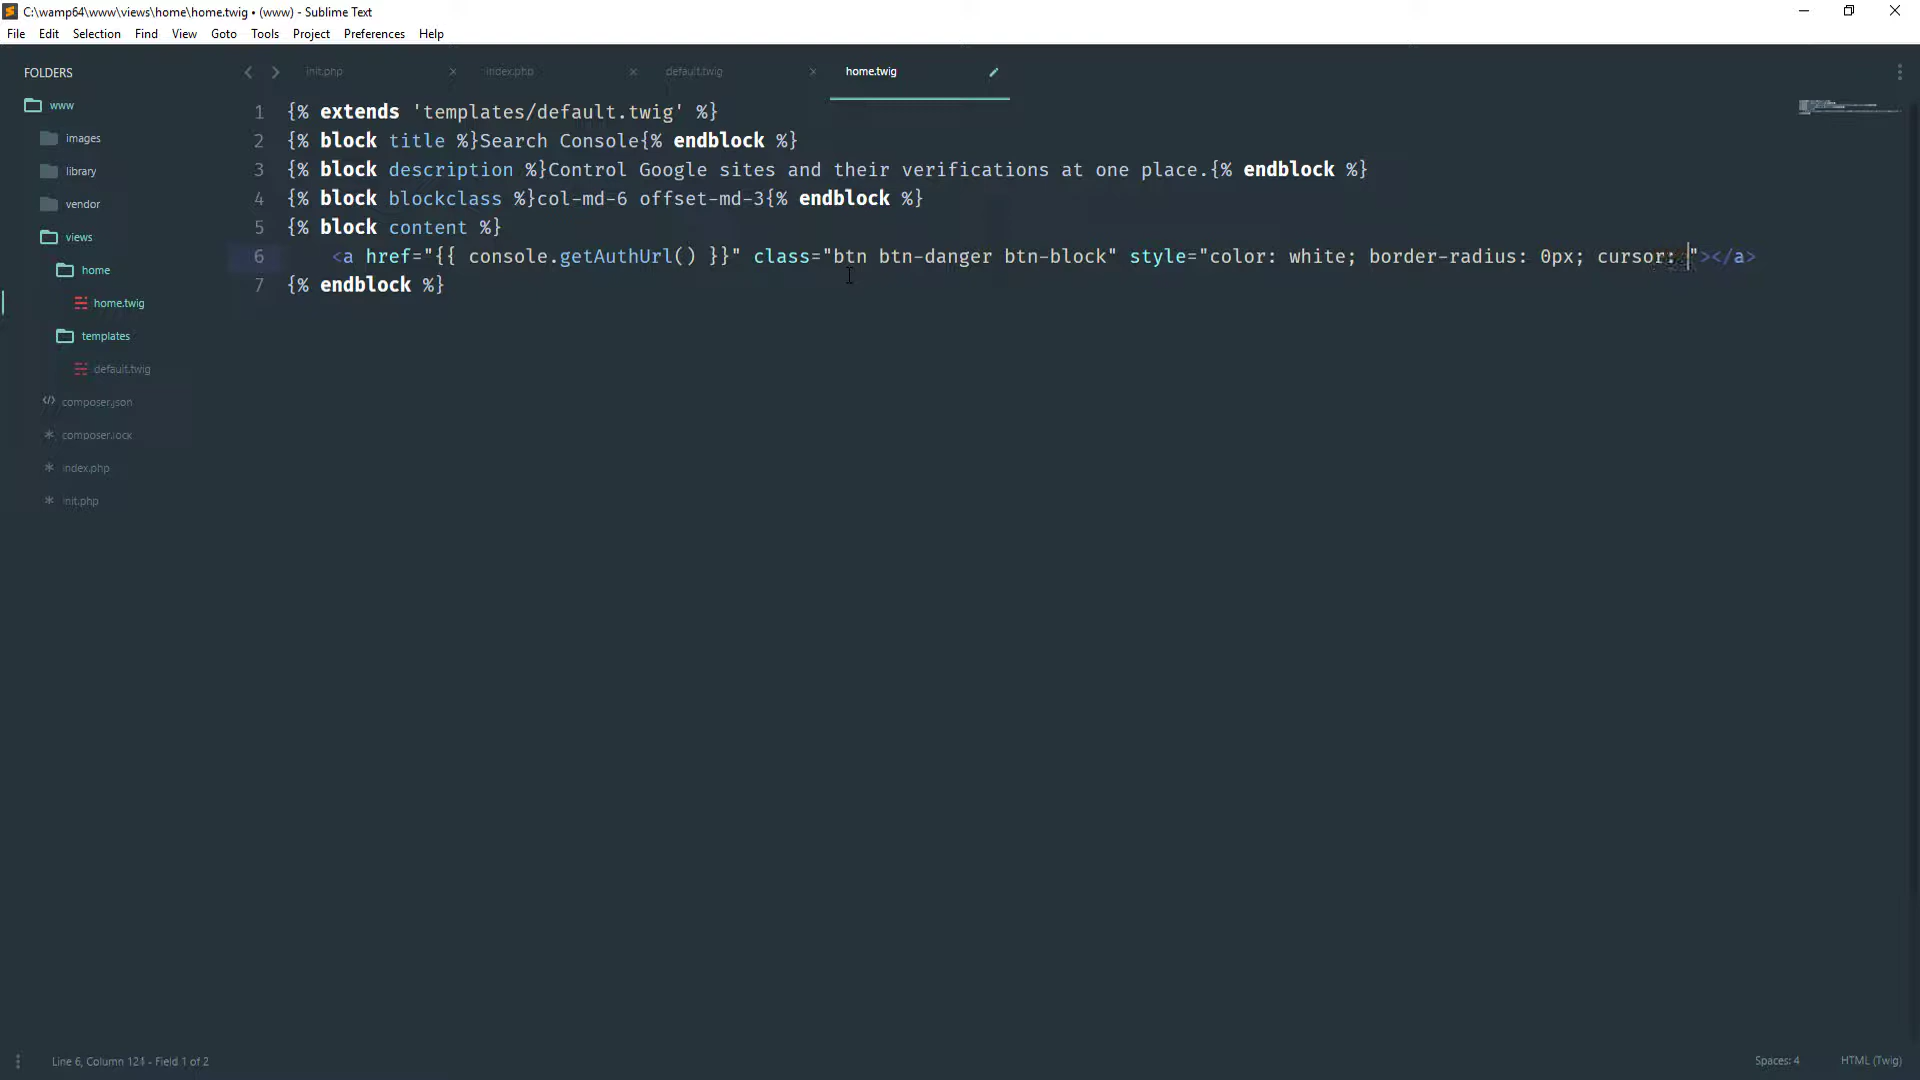 C:\wamp64\www\views\home\home.twig • (www) - Sublime Text
File Edit Selection Find View Goto Tools Project Preferences Help
FOLDERS
www
images
library
vendor
views
home
home.twig
templates
default.twig
composer.json
composer.lock
index.php
init.php
init.php index.php default.twig home.twig
1 {% extends 'templates/default.twig' %}
2 {% block title %}Search Console{% endblock %}
3 {% block description %}Control Google sites and their verifications at one place.{% endblock %}
4 {% block blockclass %}col-md-6 offset-md-3{% endblock %}
5 {% block content %}
6 <a href="{{ console.getAuthUrl() }}" class="btn btn-danger btn-block" style="color: white; border-radius: 0px; cursor: "></a>
7 {% endblock %}
Line 6, Column 121 - Field 1 of 2
Spaces: 4 HTML (Twig)